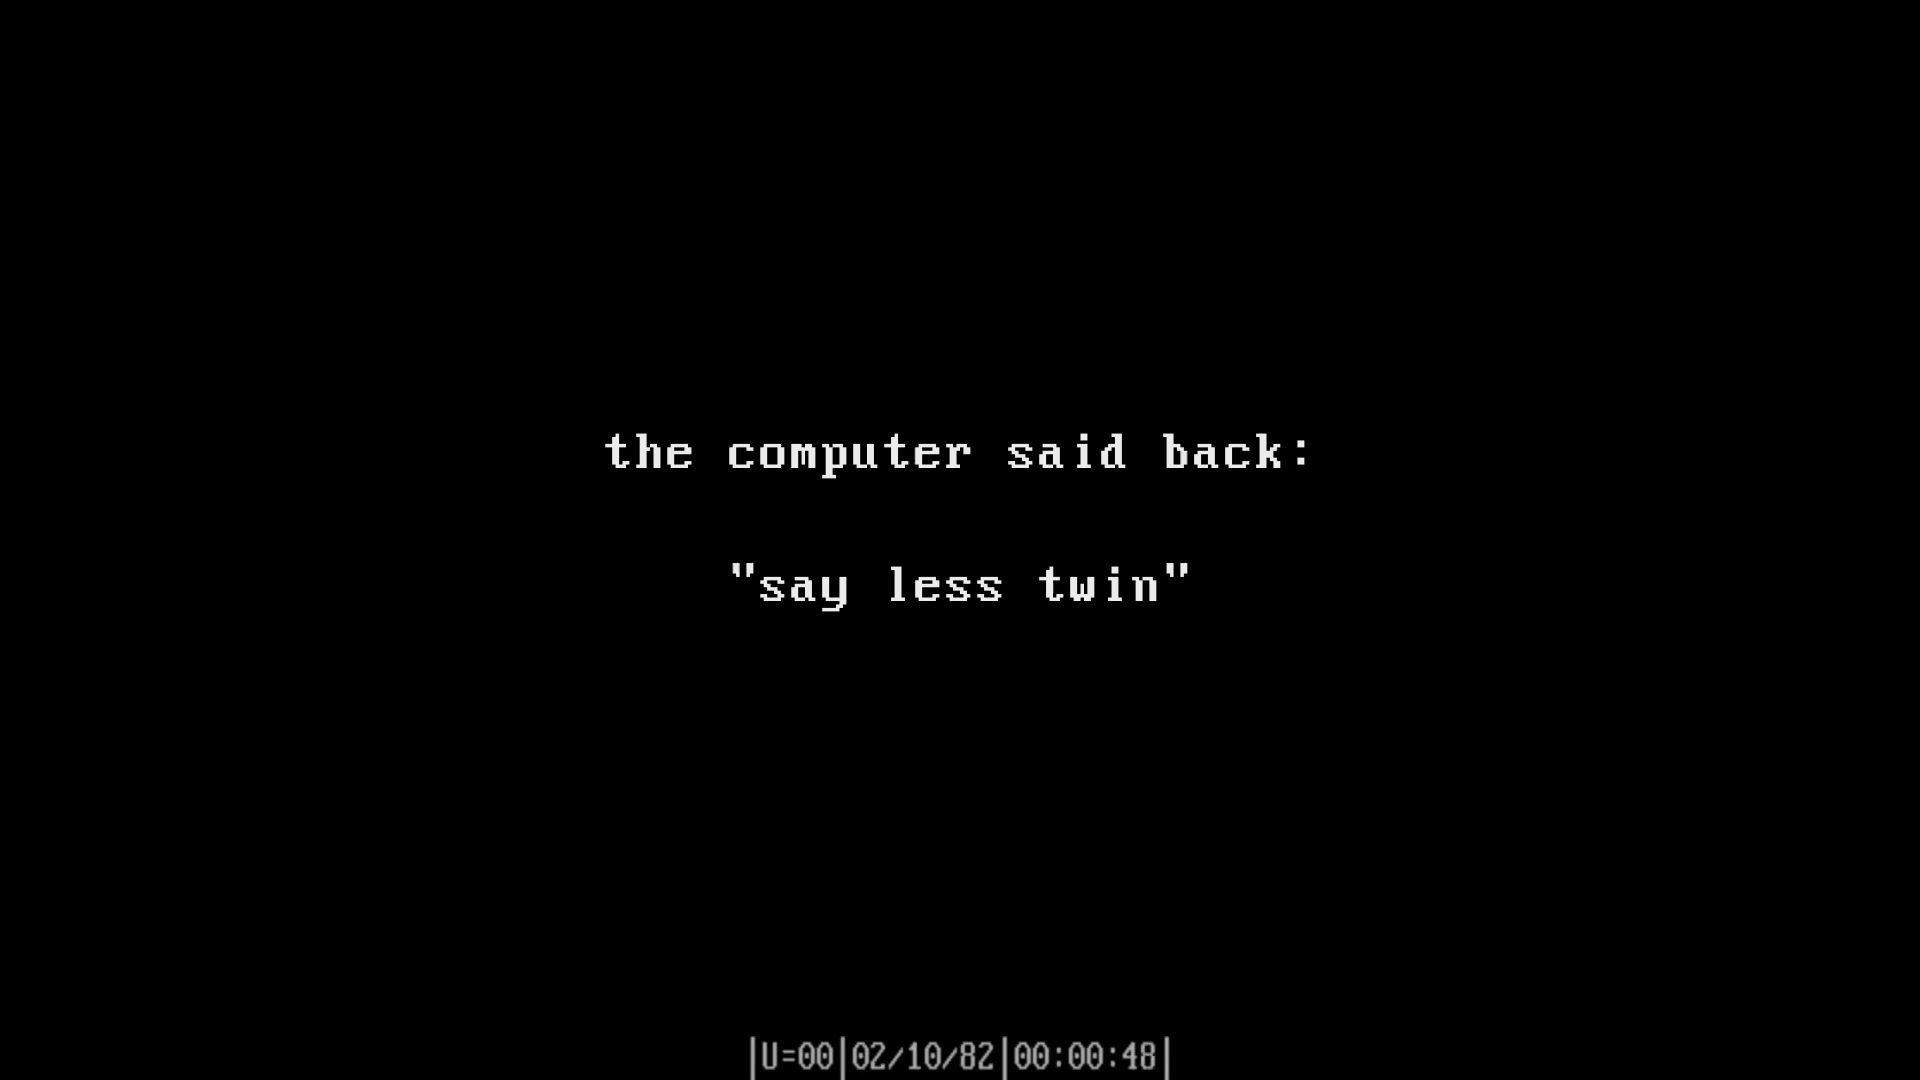 the computer said back:
"say less twin"
|U=00|02/10/82|00:00:48|